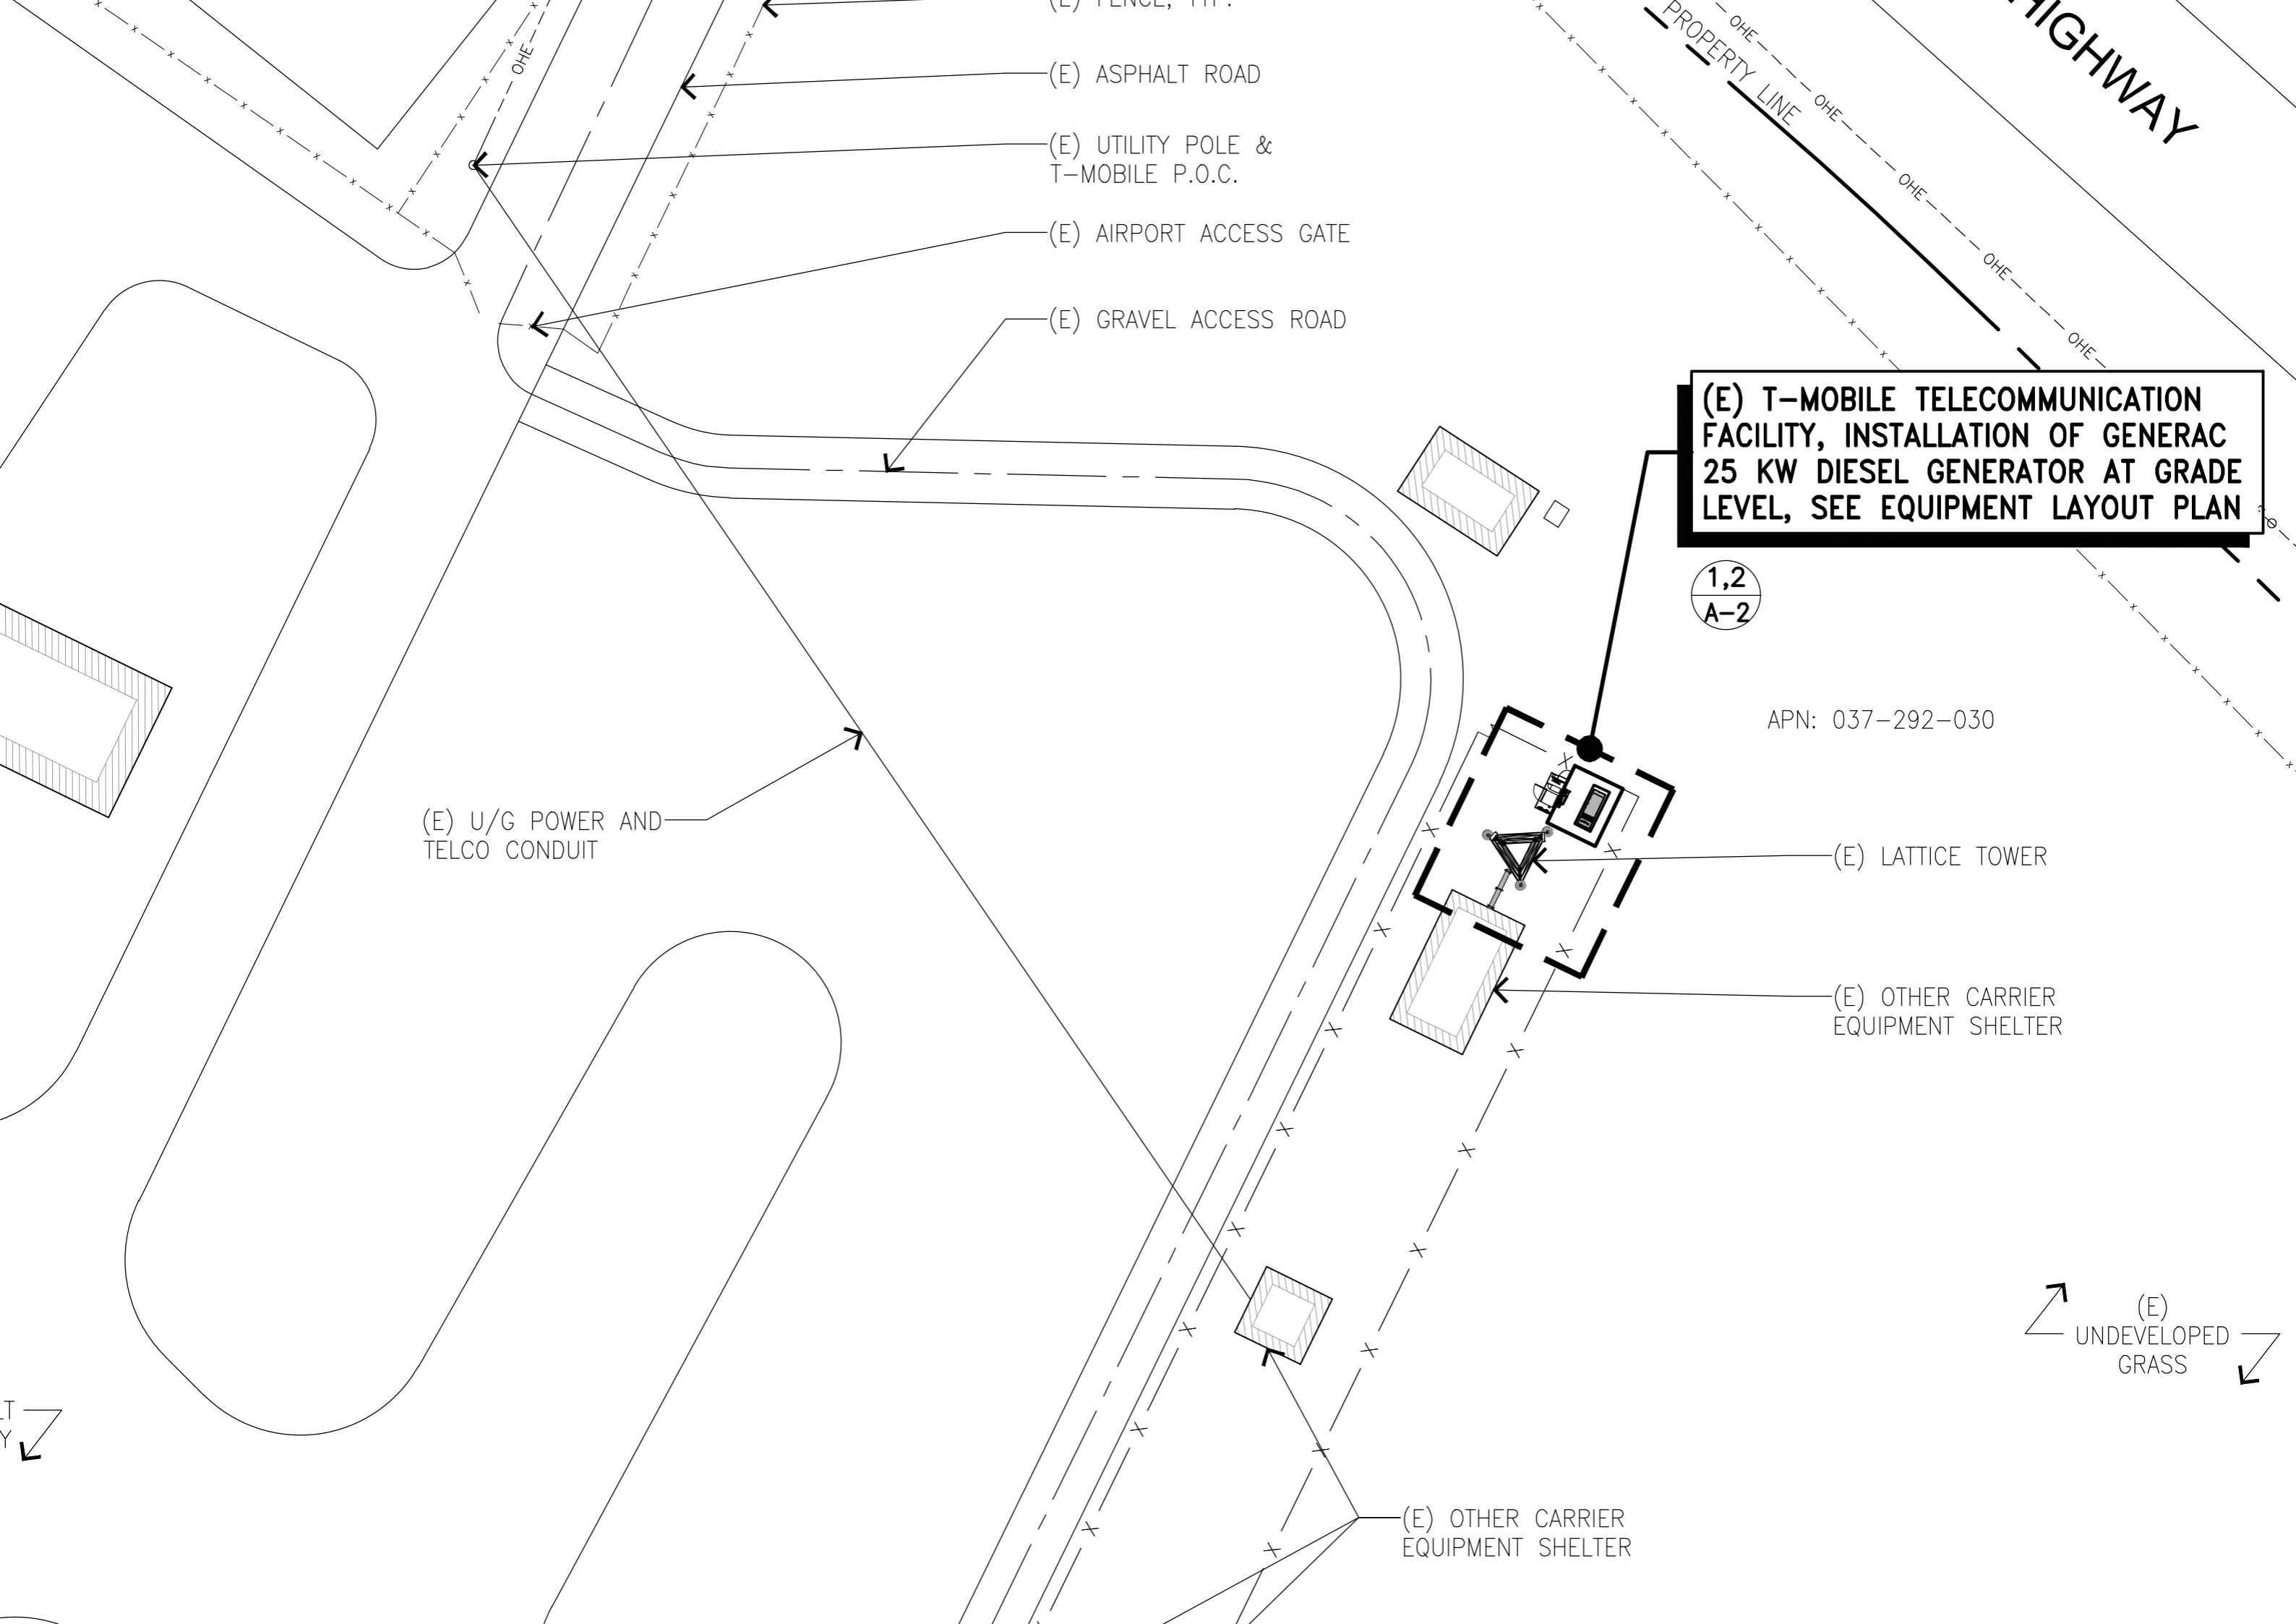 (E) FENCE, TYP.
(E) ASPHALT ROAD
(E) UTILITY POLE &
T-MOBILE P.O.C.
(E) AIRPORT ACCESS GATE
(E) GRAVEL ACCESS ROAD
OHE
PROPERTY LINE
OHE
OHE
OHE
OHE
OHE
HIGHWAY
(E) T-MOBILE TELECOMMUNICATION
FACILITY, INSTALLATION OF GENERAC
25 KW DIESEL GENERATOR AT GRADE
LEVEL, SEE EQUIPMENT LAYOUT PLAN
1,2
A-2
APN: 037-292-030
(E) U/G POWER AND
TELCO CONDUIT
(E) LATTICE TOWER
(E) OTHER CARRIER
EQUIPMENT SHELTER
(E)
UNDEVELOPED
GRASS
LT
Y
(E) OTHER CARRIER
EQUIPMENT SHELTER